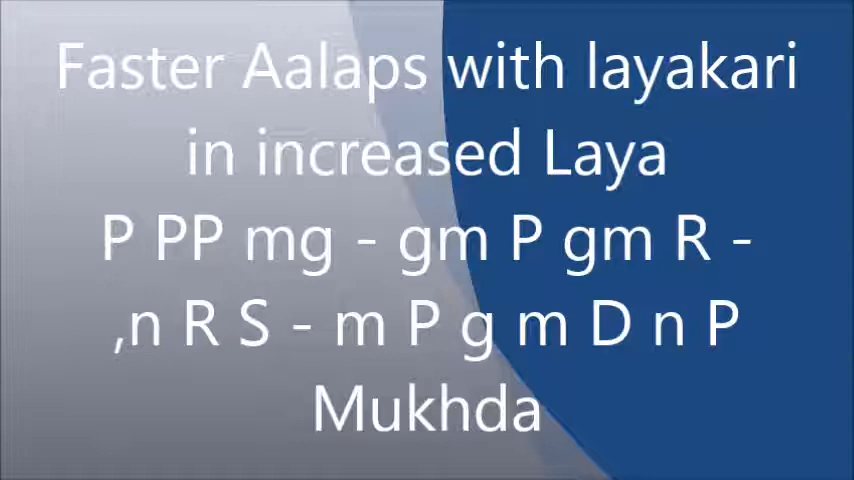 Faster Aalaps with layakari
in increased Laya
P PP mg - gm P gm R -
,n R S - m P g m D n P
Mukhda